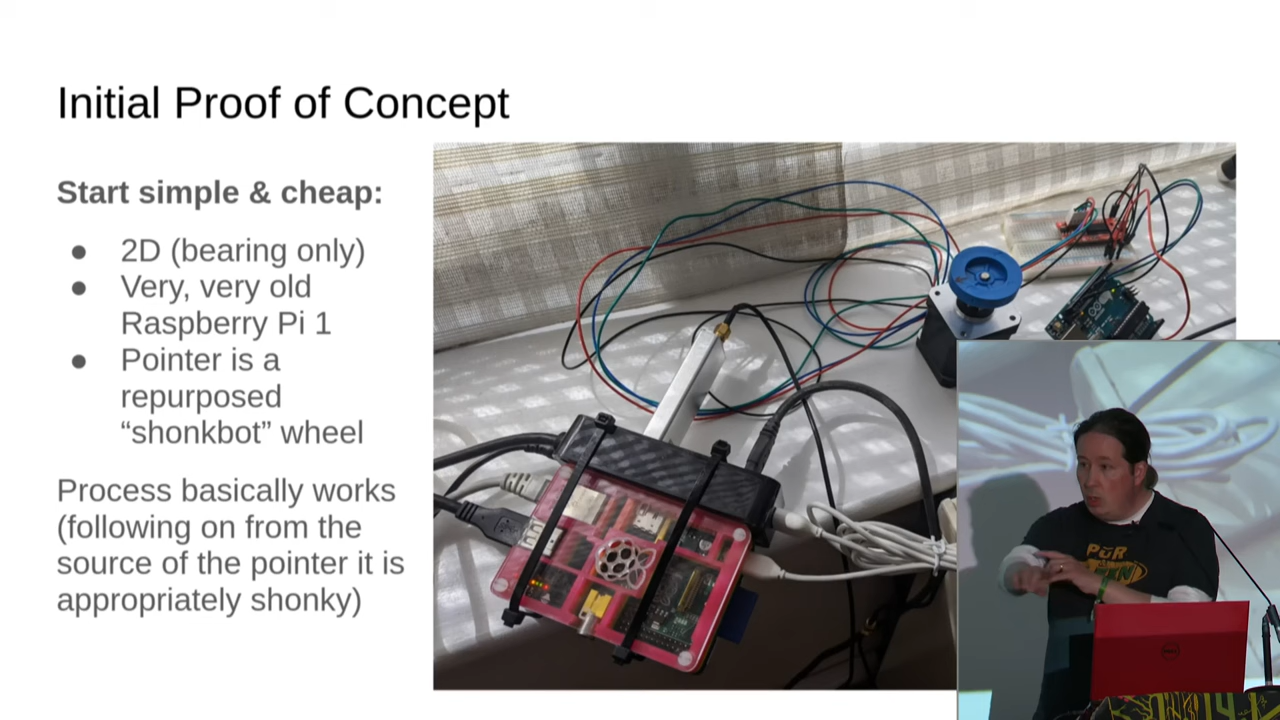 Initial Proof of Concept
Start simple & cheap:
● 2D (bearing only)
● Very, very old
Raspberry Pi 1
● Pointer is a
repurposed
“shonkbot” wheel
Process basically works
(following on from the
source of the pointer it is
appropriately shonky)
DELL